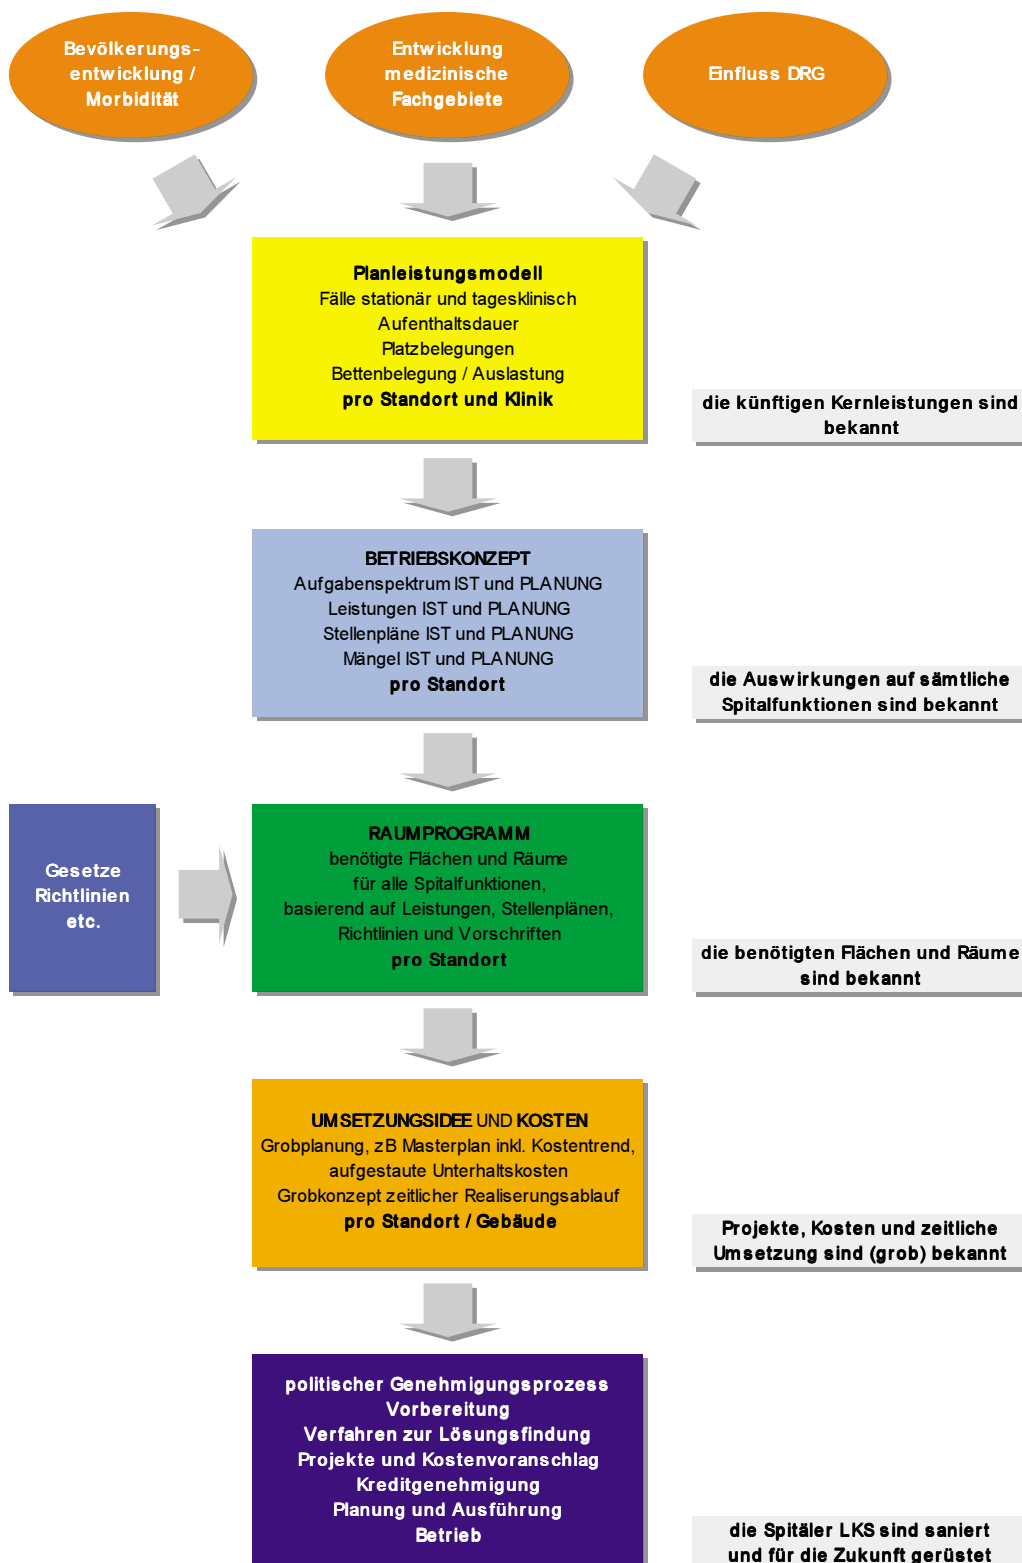 Bevölkerungs-
entwicklung /
Morbidität
Entwicklung
medizinische
Fachgebiete
Einfluss DRG
Planleistungsmodell
Fälle stationär und tagesklinisch
Aufenthaltsdauer
Platzbelegungen
Bettenbelegung / Auslastung
pro Standort und Klinik
die künftigen Kernleistungen sind
bekannt
BETRIEBSKONZEPT
Aufgabenspektrum IST und PLANUNG
Leistungen IST und PLANUNG
Stellenpläne IST und PLANUNG
Mängel IST und PLANUNG
pro Standort
die Auswirkungen auf sämtliche
Spitalfunktionen sind bekannt
Gesetze
Richtlinien
etc.
RAUMPROGRAMM
benötigte Flächen und Räume
für alle Spitalfunktionen,
basierend auf Leistungen, Stellenplänen,
Richtlinien und Vorschriften
pro Standort
die benötigten Flächen und Räume
sind bekannt
UMSETZUNGSIDEE UND KOSTEN
Grobplanung, zB Masterplan inkl. Kostentrend,
aufgestaute Unterhaltskosten
Grobkonzept zeitlicher Realiserungsablauf
pro Standort / Gebäude
Projekte, Kosten und zeitliche
Umsetzung sind (grob) bekannt
politischer Genehmigungsprozess
Vorbereitung
Verfahren zur Lösungsfindung
Projekte und Kostenvoranschlag
Kreditgenehmigung
Planung und Ausführung
Betrieb
die Spitäler LKS sind saniert
und für die Zukunft gerüstet